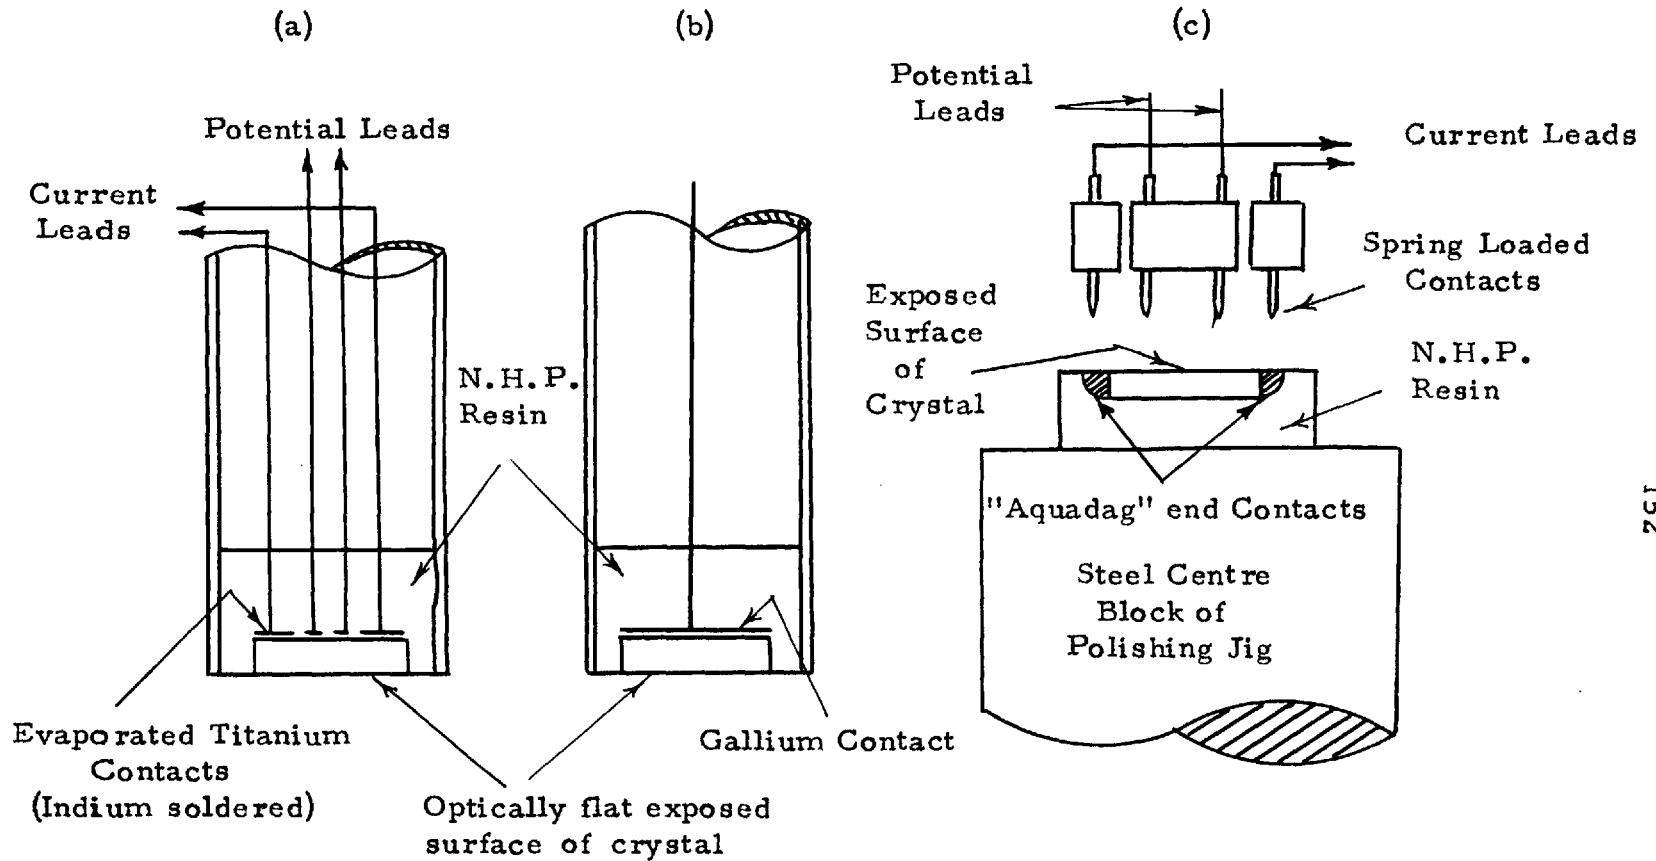 (a)
(b)
(c)
Potential Leads
Current
Leads
N.H.P.
Resin
Evaporated Titanium
Contacts
(Indium soldered)
Optically flat exposed
surface of crystal
Gallium Contact
Potential
Leads
Current Leads
Spring Loaded
Contacts
Exposed
Surface
of
Crystal
N.H.P.
Resin
"Aquadag" end Contacts
Steel Centre
Block of
Polishing Jig
152